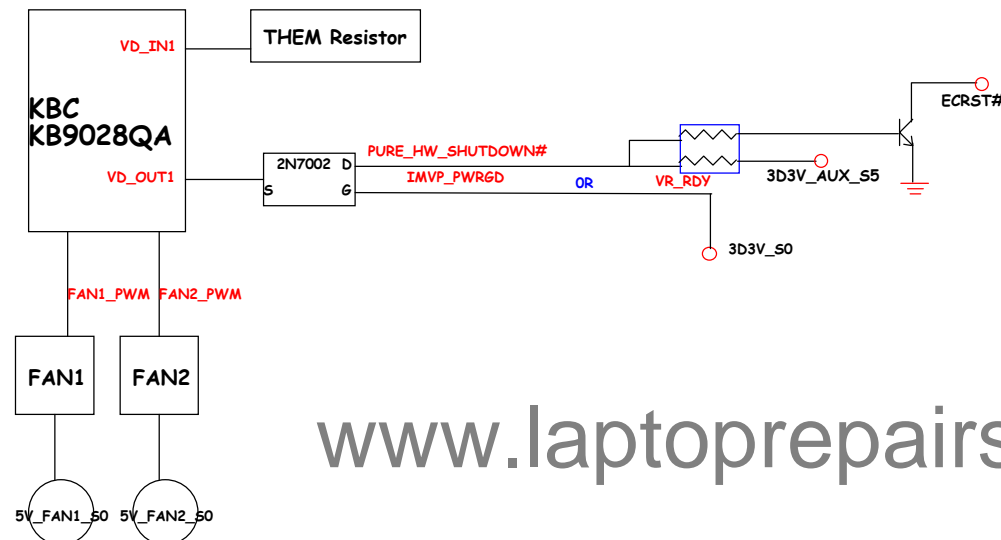 VD_IN1
THEM Resistor
KBC
KB9028QA
ECRST#
PURE_HW_SHUTDOWN#
2N7002 D
VD_OUT1
IMVP_PWRGD
OR
VR_RDY
3D3V_AUX_S5
S
G
3D3V_S0
FAN1_PWM
FAN2_PWM
FAN1
FAN2
www.laptoprepairs
5V_FAN1_S0
5V_FAN2_S0